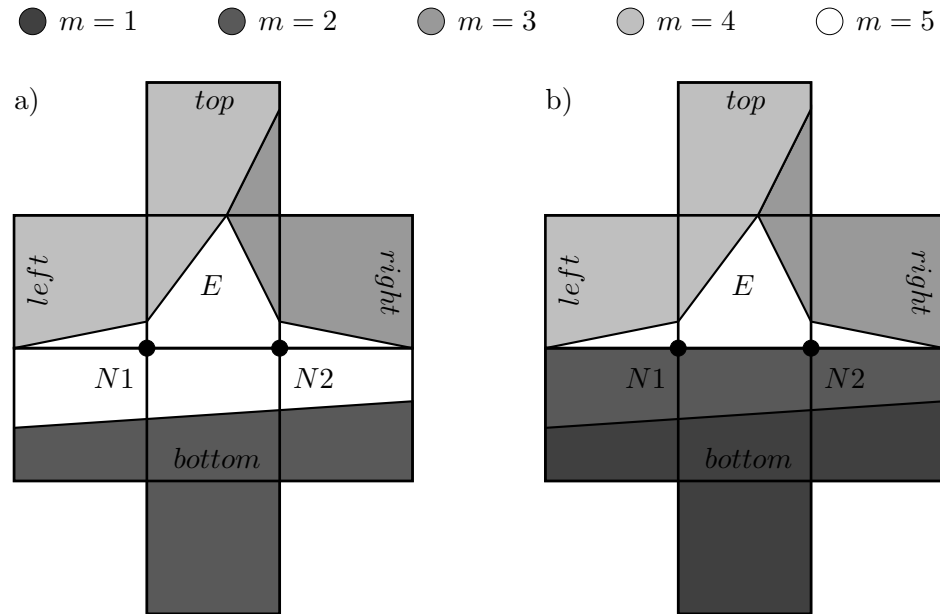 m = 1 m = 2 m = 3 m = 4 m = 5
a) top b) top
left E right left E right
N1 N2 N1 N2
bottom bottom